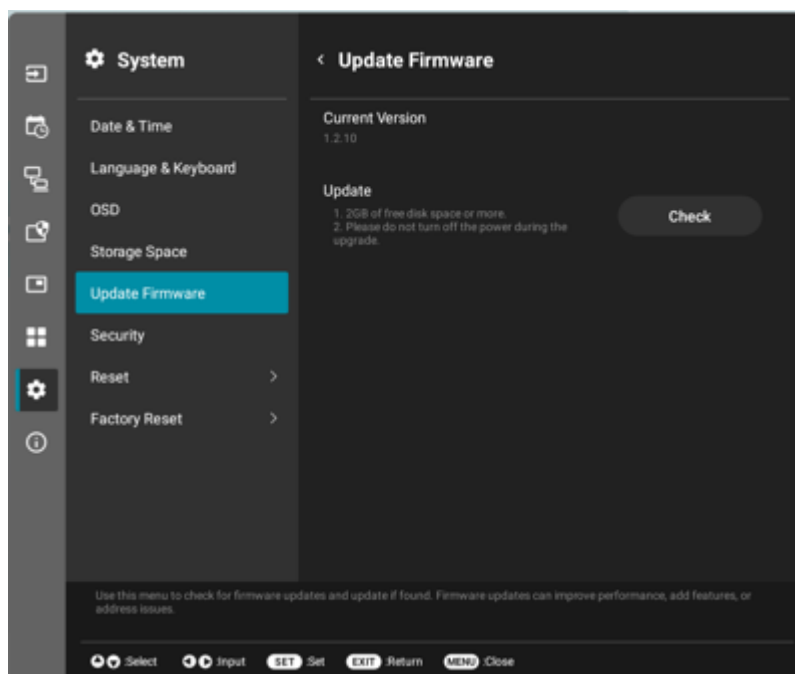 System
Date & Time
Language & Keyboard
OSD
Storage Space
Update Firmware
Security
Reset
Factory Reset
Update Firmware
Current Version
1.2.10
Update
1. 2GB of free disk space or more.
2. Please do not turn off the power during the
upgrade.
Check
Use this menu to check for firmware updates and update if found. Firmware updates can improve performance, add features, or
address issues.
:Select :Input SET :Set EXIT :Return MENU :Close